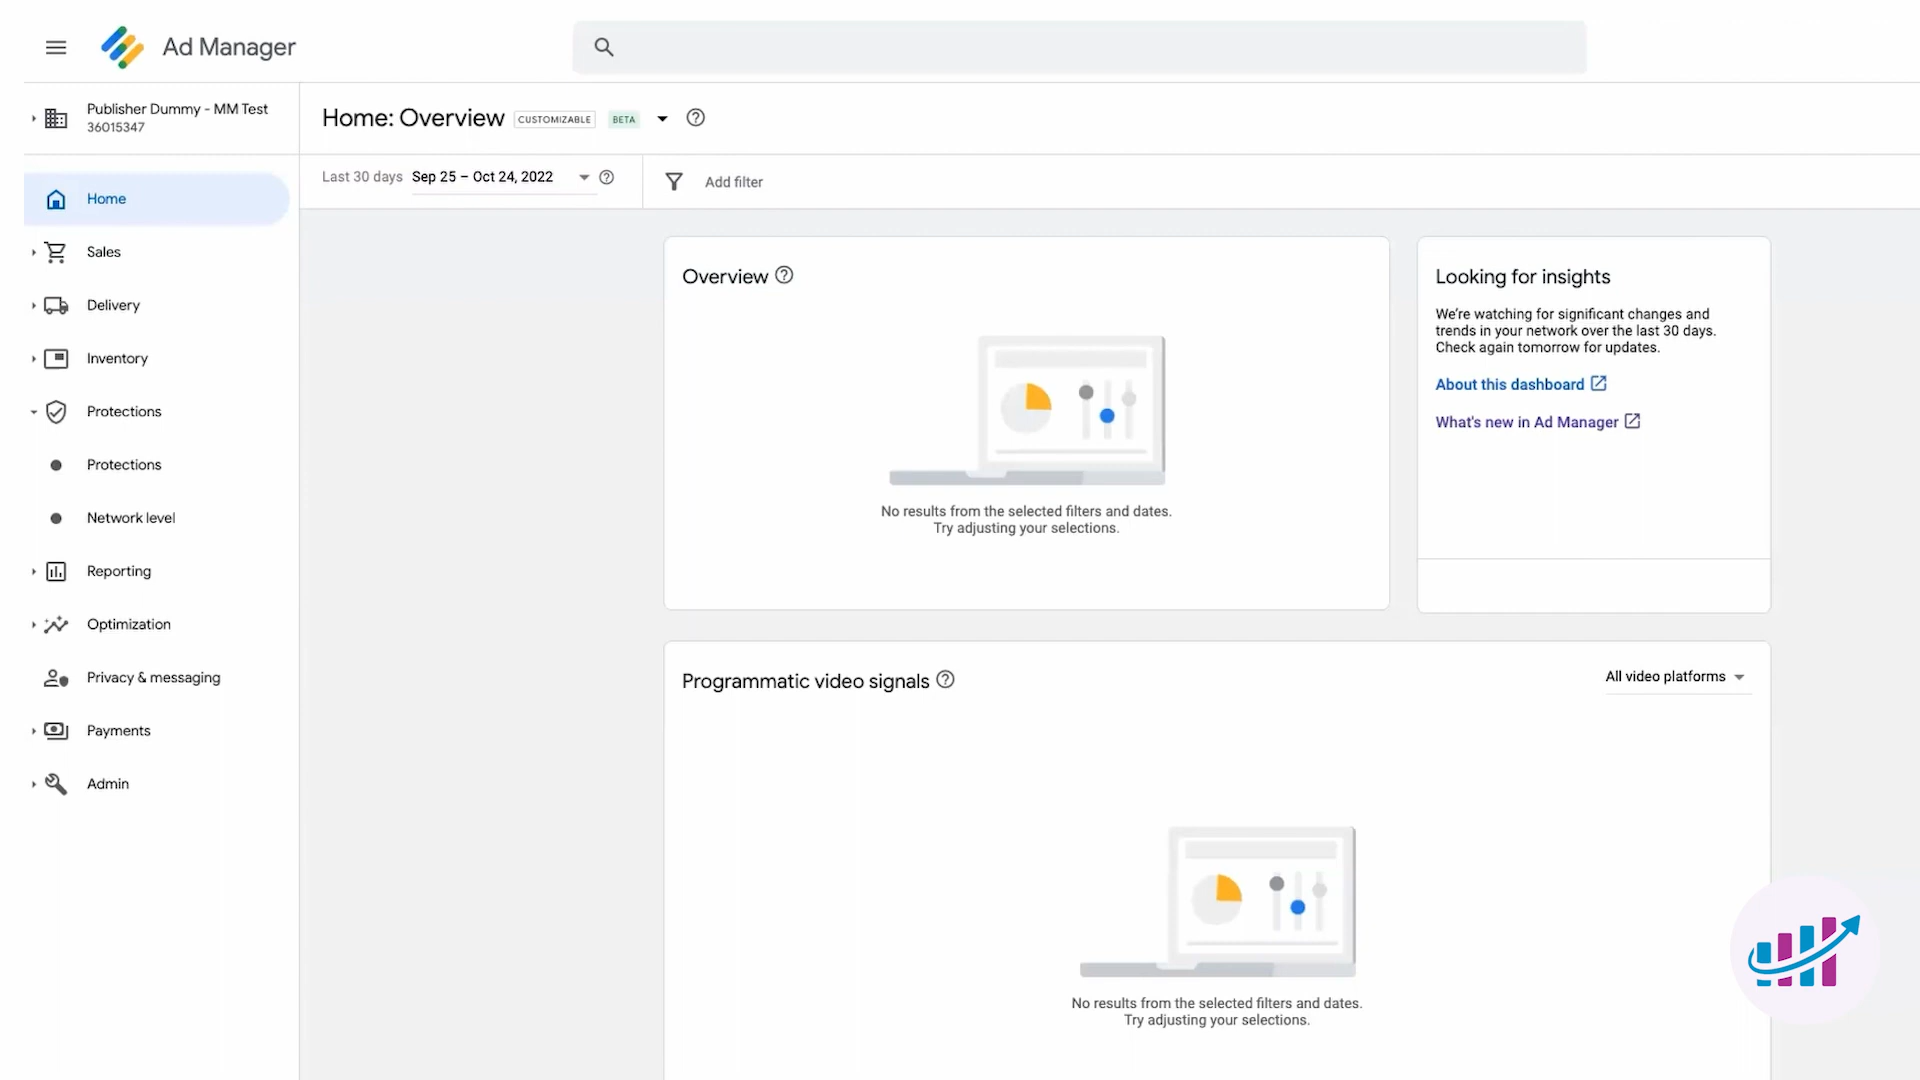 Ad Manager
Publisher Dummy - MM Test
36015347
Home: Overview CUSTOMIZABLE BETA
Last 30 days Sep 25 – Oct 24, 2022
Add filter
Home
Sales
Delivery
Inventory
Protections
Protections
Network level
Reporting
Optimization
Privacy & messaging
Payments
Admin
Overview
No results from the selected filters and dates.
Try adjusting your selections.
Looking for insights
We’re watching for significant changes and
trends in your network over the last 30 days.
Check again tomorrow for updates.
About this dashboard
What's new in Ad Manager
Programmatic video signals
All video platforms
No results from the selected filters and dates.
Try adjusting your selections.